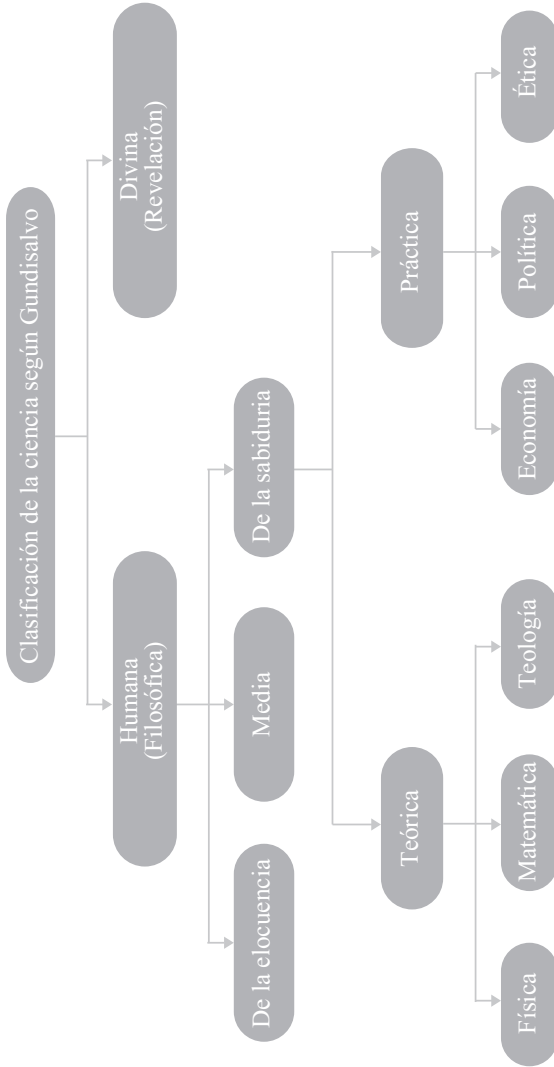 Clasificación de la ciencia según Gundisalvo
Humana
(Filosófica)
Divina
(Revelación)
De la elocuencia
Media
De la sabiduria
Teórica
Práctica
Física
Matemática
Teología
Economía
Política
Ética